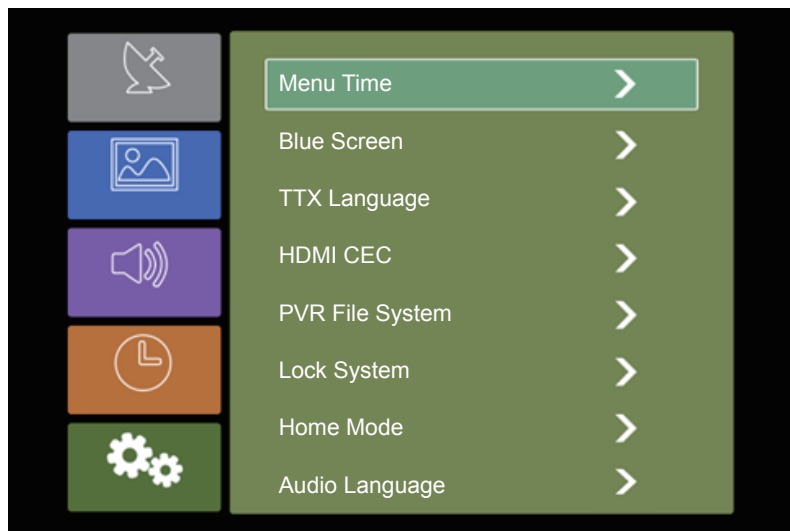 Menu Time
Blue Screen
TTX Language
HDMI CEC
PVR File System
Lock System
Home Mode
Audio Language